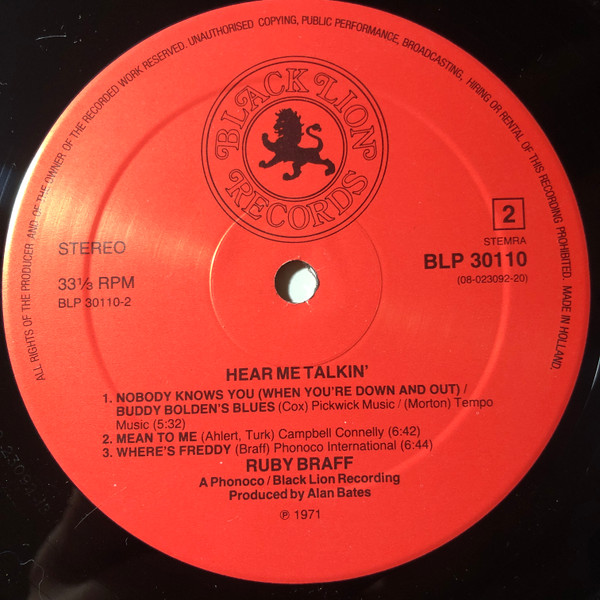 ALL RIGHTS OF THE PRODUCER AND OF THE OWNER OF THE RECORDED WORK RESERVED. UNAUTHORISED COPYING, PUBLIC PERFORMANCE, BROADCASTING, HIRING OR RENTAL OF THIS RECORDING PROHIBITED. MADE IN HOLLAND.
BLACK LION
RECORDS
2
STEMRA
STEREO
BLP 30110
(08-023092-20)
33⅓ RPM
BLP 30110-2
HEAR ME TALKIN'
1. NOBODY KNOWS YOU (WHEN YOU'RE DOWN AND OUT) /
BUDDY BOLDEN'S BLUES (Cox) Pickwick Music / (Morton) Tempo
Music (5:32)
2. MEAN TO ME (Ahlert, Turk) Campbell Connelly (6:42)
3. WHERE'S FREDDY (Braff) Phonoco International (6:44)
RUBY BRAFF
A Phonoco / Black Lion Recording
Produced by Alan Bates
℗ 1971